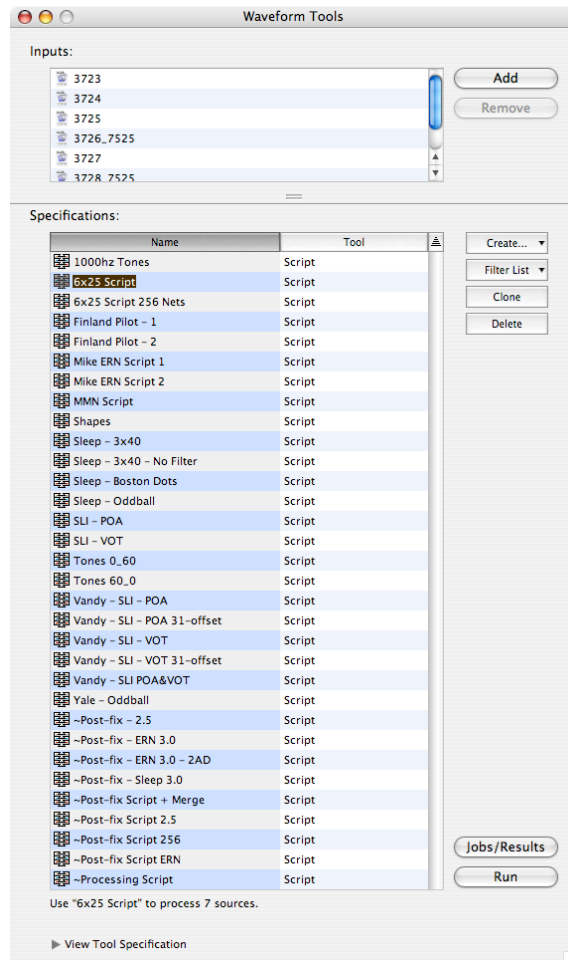 Waveform Tools
Inputs:
3723
Add
3724
Remove
3725
3726_7525
3727
3728_7525
Specifications:
Name Tool
Create...
1000hz Tones Script
Filter List
6x25 Script Script
Clone
6x25 Script 256 Nets Script
Delete
Finland Pilot – 1 Script
Finland Pilot – 2 Script
Mike ERN Script 1 Script
Mike ERN Script 2 Script
MMN Script Script
Shapes Script
Sleep – 3x40 Script
Sleep – 3x40 – No Filter Script
Sleep – Boston Dots Script
Sleep – Oddball Script
SLI – POA Script
SLI – VOT Script
Tones 0_60 Script
Tones 60_0 Script
Vandy – SLI – POA Script
Vandy – SLI – POA 31-offset Script
Vandy – SLI – VOT Script
Vandy – SLI – VOT 31-offset Script
Vandy – SLI POA&VOT Script
Yale – Oddball Script
~Post-fix – 2.5 Script
~Post-fix – ERN 3.0 Script
~Post-fix – ERN 3.0 – 2AD Script
~Post-fix – Sleep 3.0 Script
~Post-fix Script + Merge Script
~Post-fix Script 2.5 Script
~Post-fix Script 256 Script
Jobs/Results
~Post-fix Script ERN Script
~Processing Script Script
Run
Use "6x25 Script" to process 7 sources.
View Tool Specification